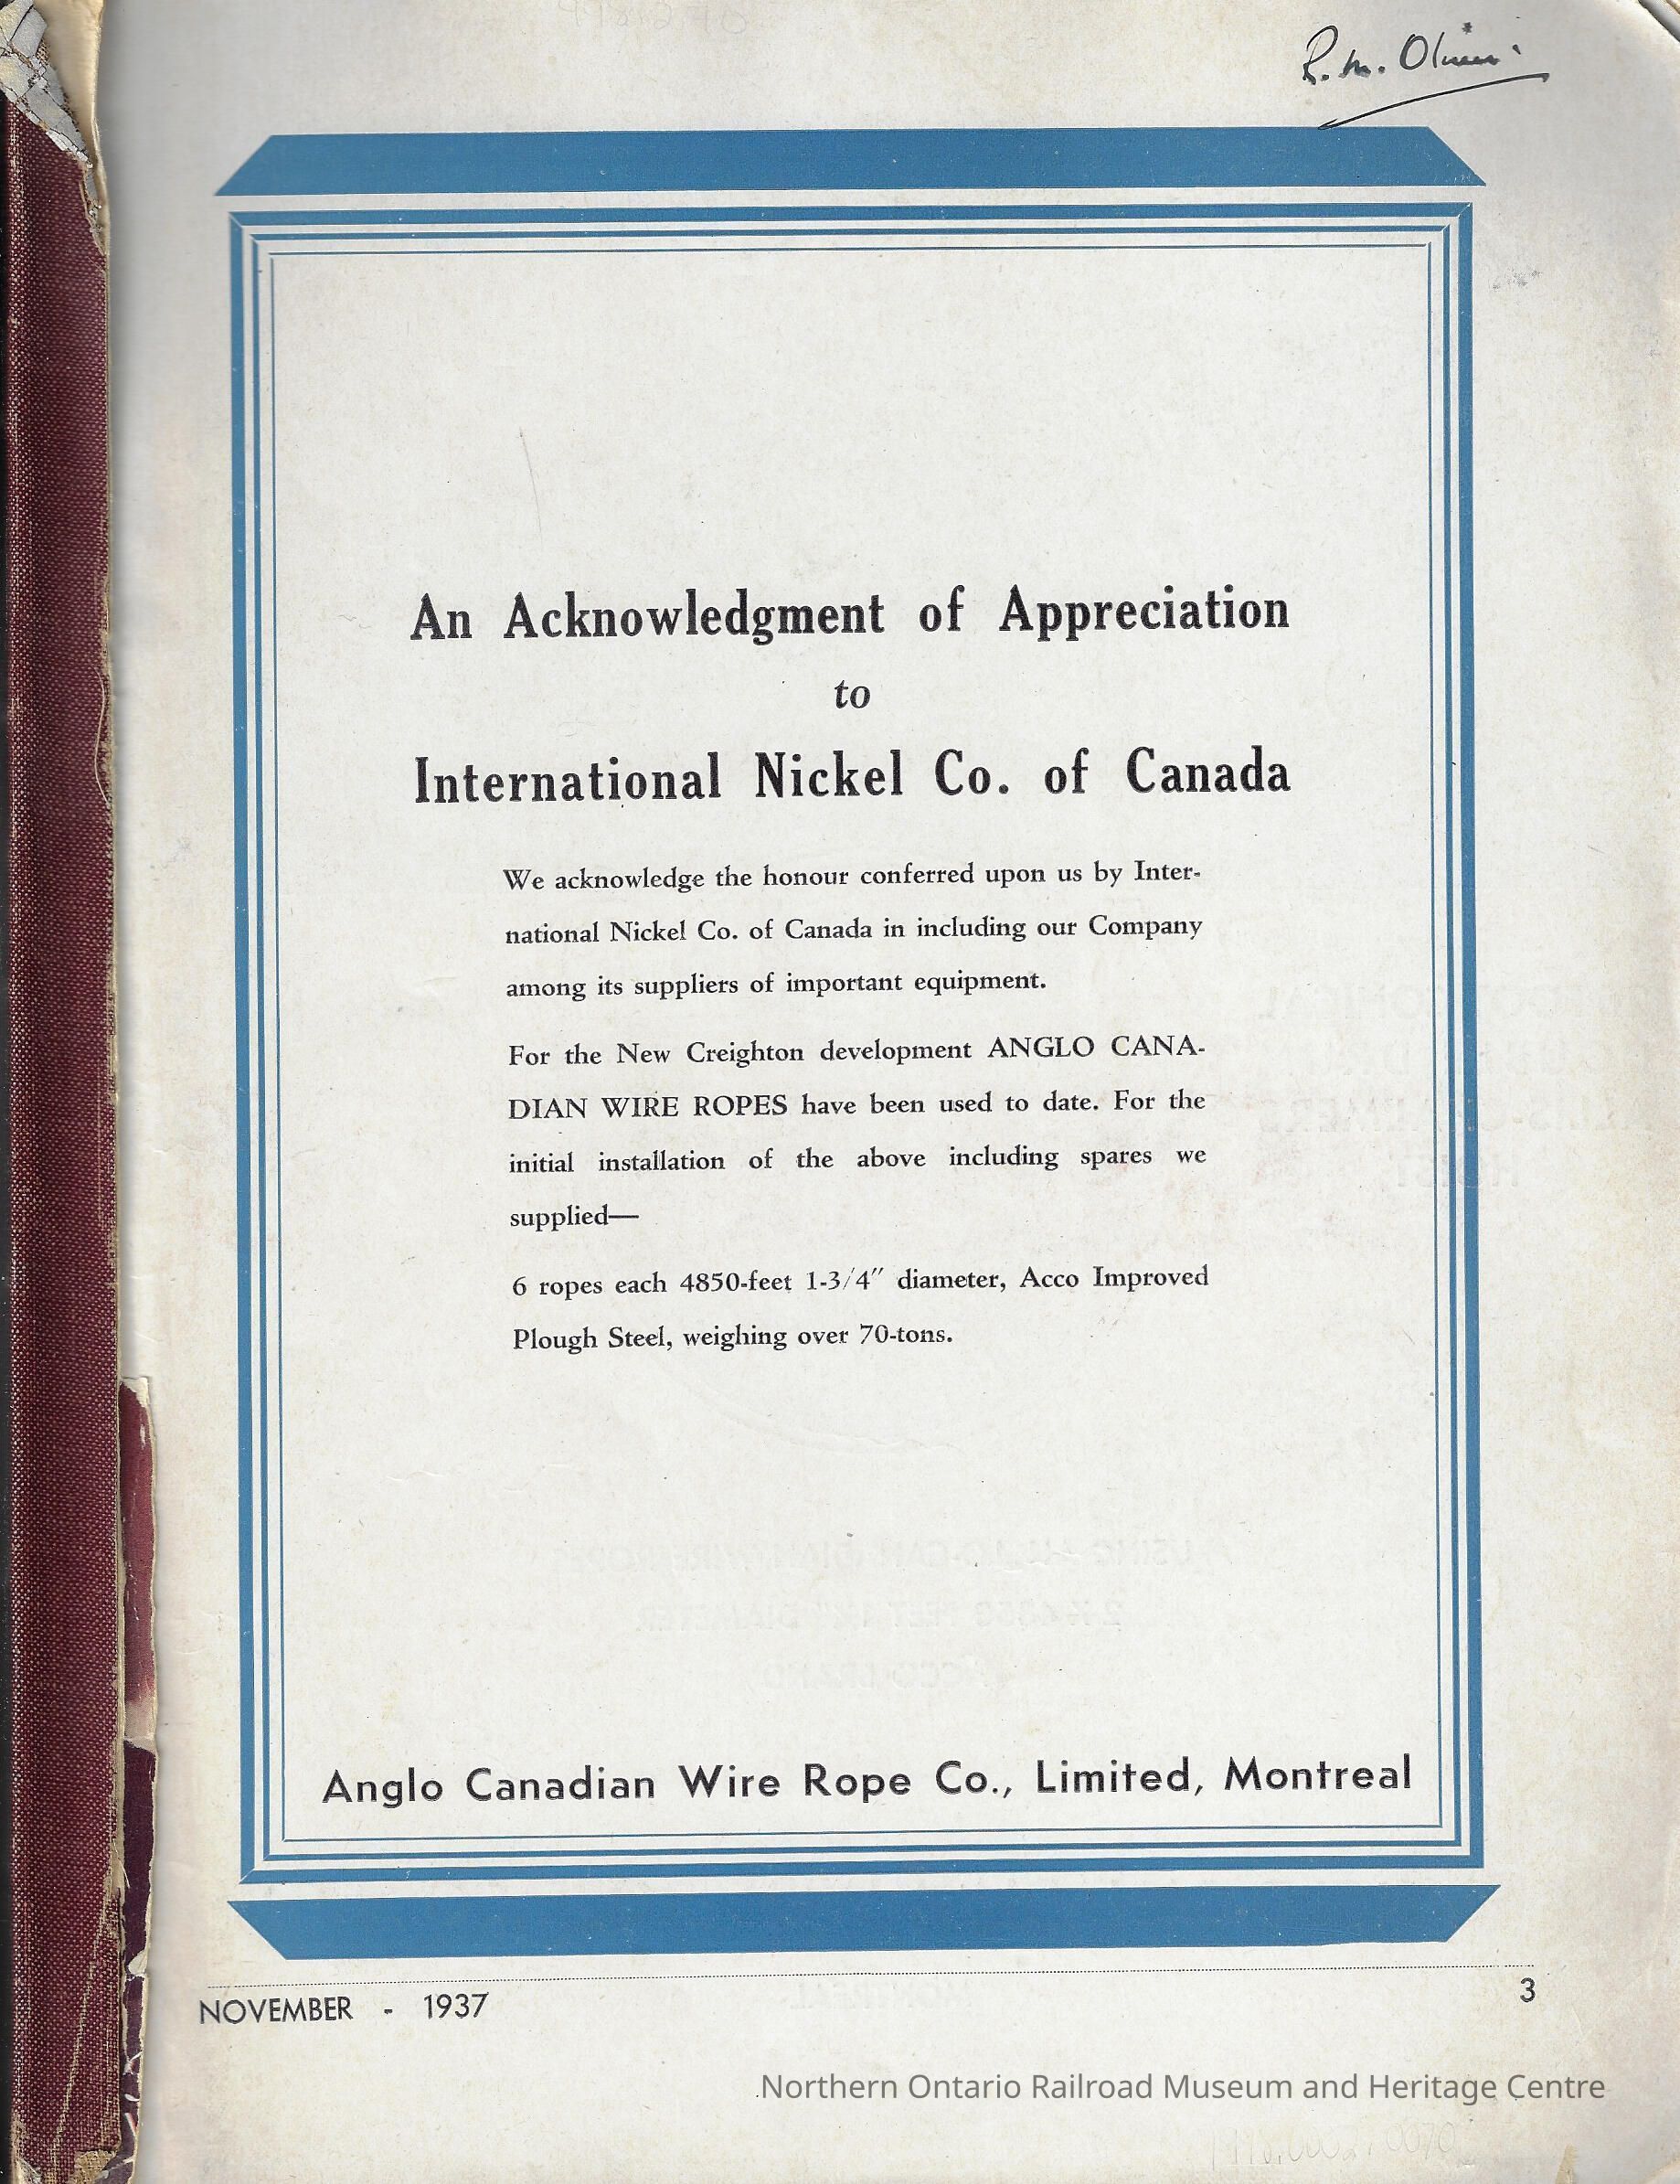 R. M.
An Acknowledgment of Appreciation
to
International Nickel Co. of Canada
We acknowledge the honour conferred upon us by Inter-
national Nickel Co. of Canada in including our Company
among its suppliers of important equipment.
For the New Creighton development ANGLO CANA-
DIAN WIRE ROPES have been used to date. For the
initial installation of the above including spares we
supplied—
6 ropes each 4850-feet 1-3/4″ diameter, Acco Improved
Plough Steel, weighing over 70-tons.
Anglo Canadian Wire Rope Co., Limited, Montreal
NOVEMBER - 1937
3
Northern Ontario Railroad Museum and Heritage Centre